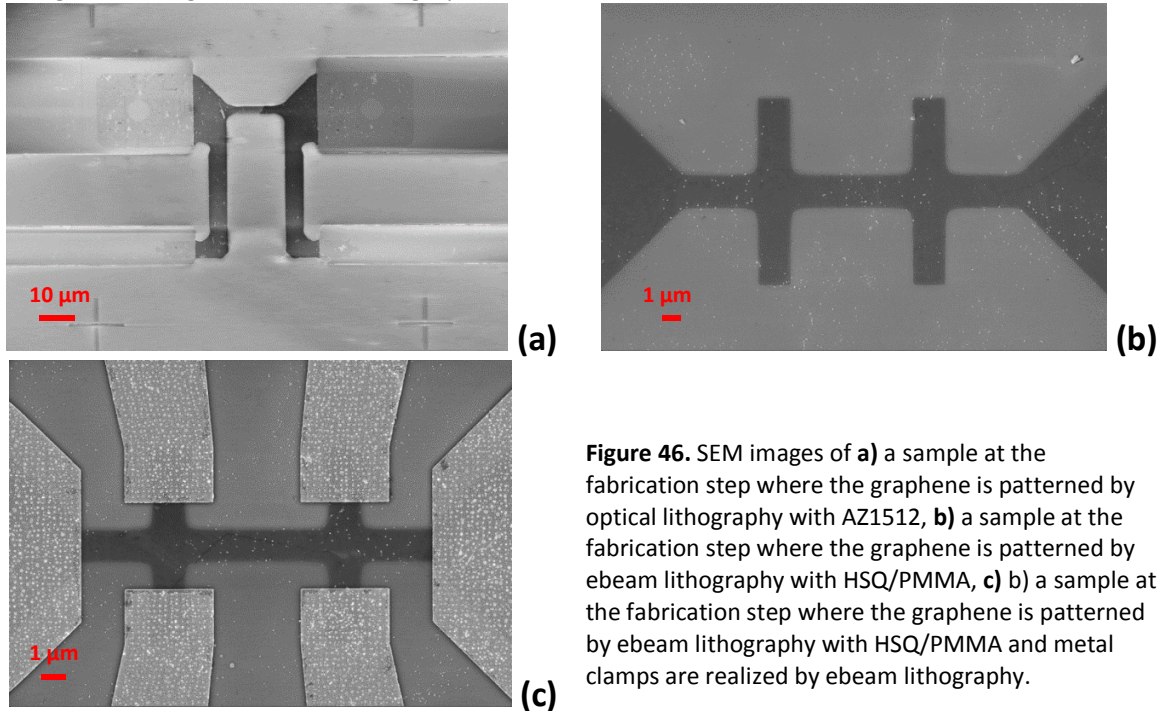 10 µm
(a)
1 µm
(b)
1 µm
(c)
Figure 46. SEM images of a) a sample at the
fabrication step where the graphene is patterned by
optical lithography with AZ1512, b) a sample at the
fabrication step where the graphene is patterned by
ebeam lithography with HSQ/PMMA, c) b) a sample at
the fabrication step where the graphene is patterned
by ebeam lithography with HSQ/PMMA and metal
clamps are realized by ebeam lithography.